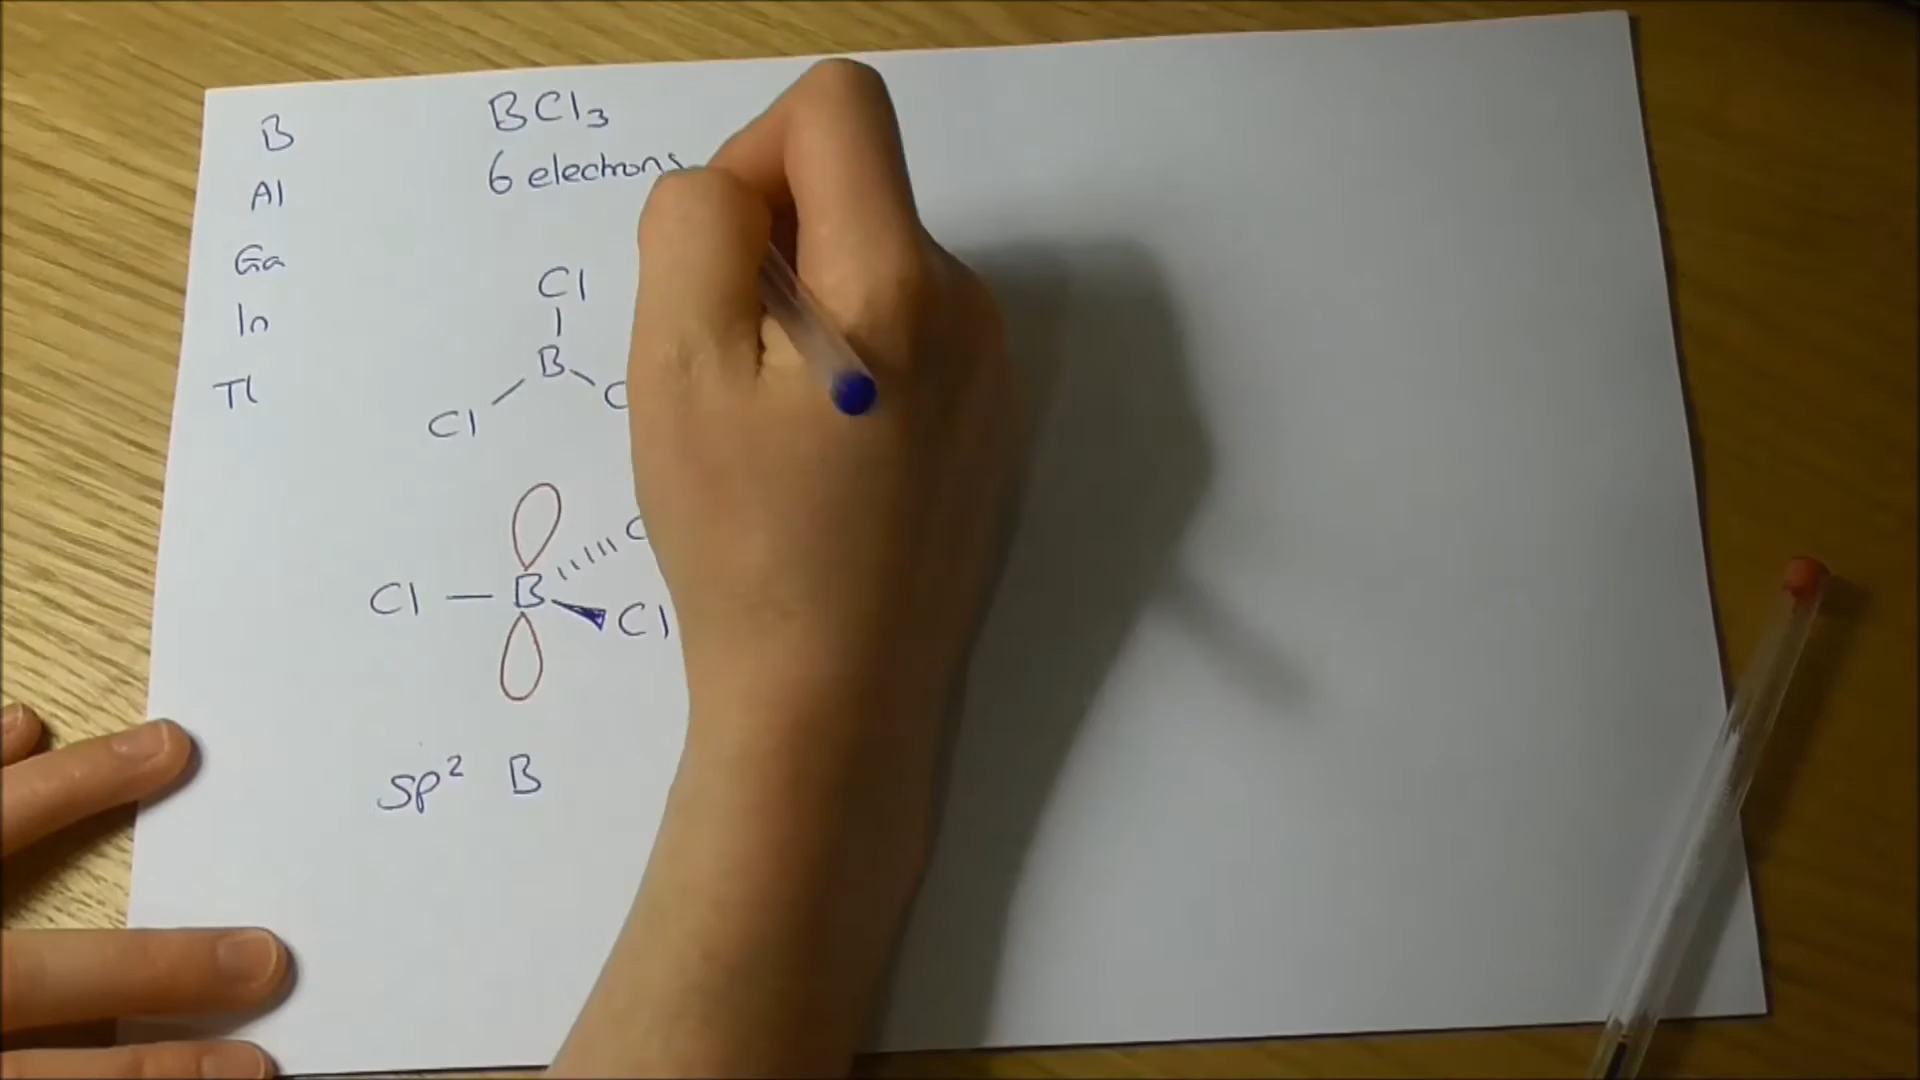 B
Al
Ga
In
Tl
BCl3
6 electrons
Cl
B
Cl C
C
Cl B Cl
sp² B